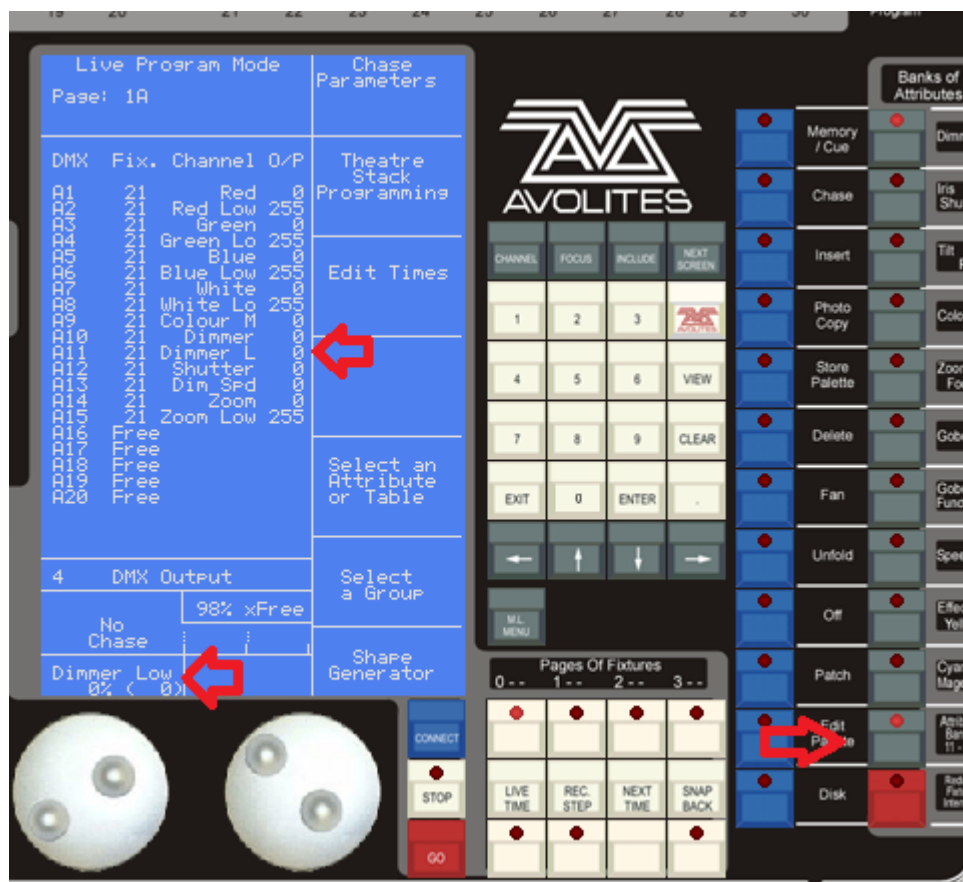 19 20 21 22 23 24 25 26 27 28 29 30 Program
Live Program Mode
Page: 1A
Chase
Parameters
DMX Fix. Channel O/P
A1 21 Red 0
A2 21 Red Low 255
A3 21 Green 0
A4 21 Green Lo 255
A5 21 Blue 0
A6 21 Blue Low 255
A7 21 White 0
A8 21 White Lo 255
A9 21 Colour M 0
A10 21 Dimmer 0
A11 21 Dimmer L 0
A12 21 Shutter 0
A13 21 Dim Spd 0
A14 21 Zoom 0
A15 21 Zoom Low 255
A16 Free
A17 Free
A18 Free
A19 Free
A20 Free
Theatre
Stack
Programming
Edit Times
Select an
Attribute
or Table
4 DMX Output
98% xFree
No
Chase
Dimmer Low
0% ( 0)
Select
a Group
Shape
Generator
AVOLITES
CHANNEL FOCUS INCLUDE NEXT
SCREEN
1 2 3 AVOLITES
4 5 6 VIEW
7 8 9 CLEAR
EXIT 0 ENTER .
← ↑ ↓ →
M.L.
MENU
Pages Of Fixtures
0-- 1-- 2-- 3--
CONNECT
STOP
GO
LIVE
TIME
REC.
STEP
NEXT
TIME
SNAP
BACK
Memory
/ Cue
Chase
Insert
Photo
Copy
Store
Palette
Delete
Fan
Unfold
Off
Patch
Edit
Disk
Banks of
Attributes
Iris
Tilt
11 -